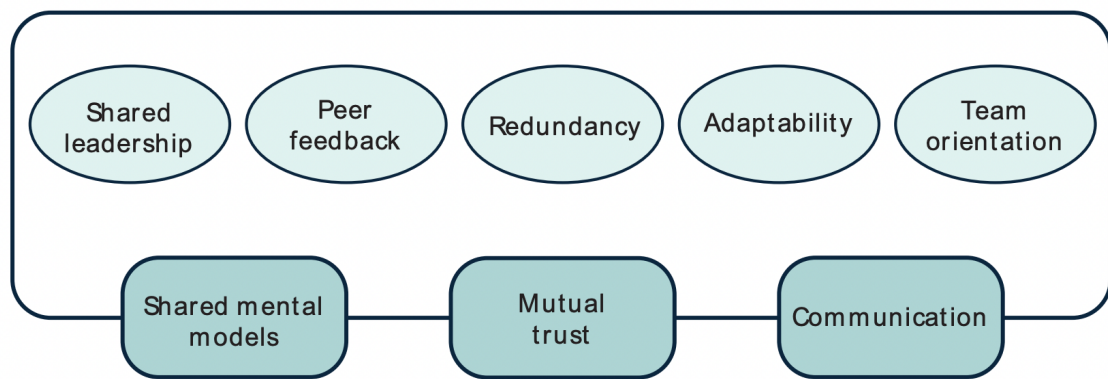 Shared
leadership
Peer
feedback
Redundancy
Adaptability
Team
orientation
Shared mental
models
Mutual
trust
Communication